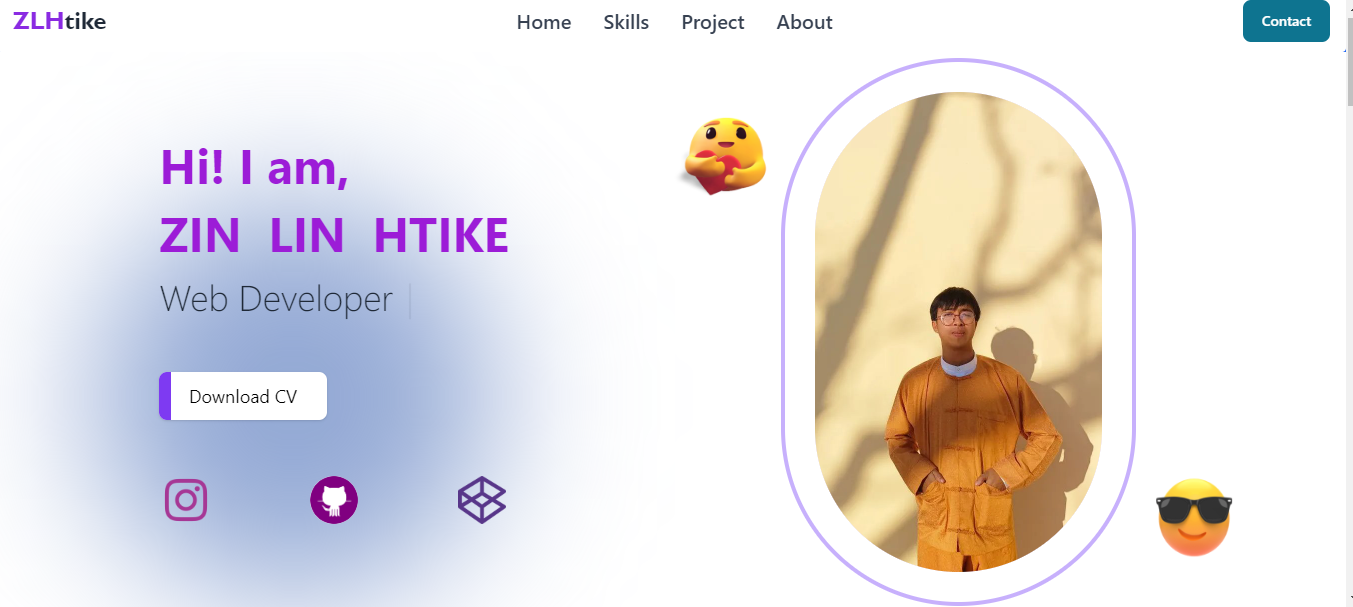 ZLHtike
Home Skills Project About
Contact
Hi! I am,
ZIN LIN HTIKE
Web Developer
Download CV